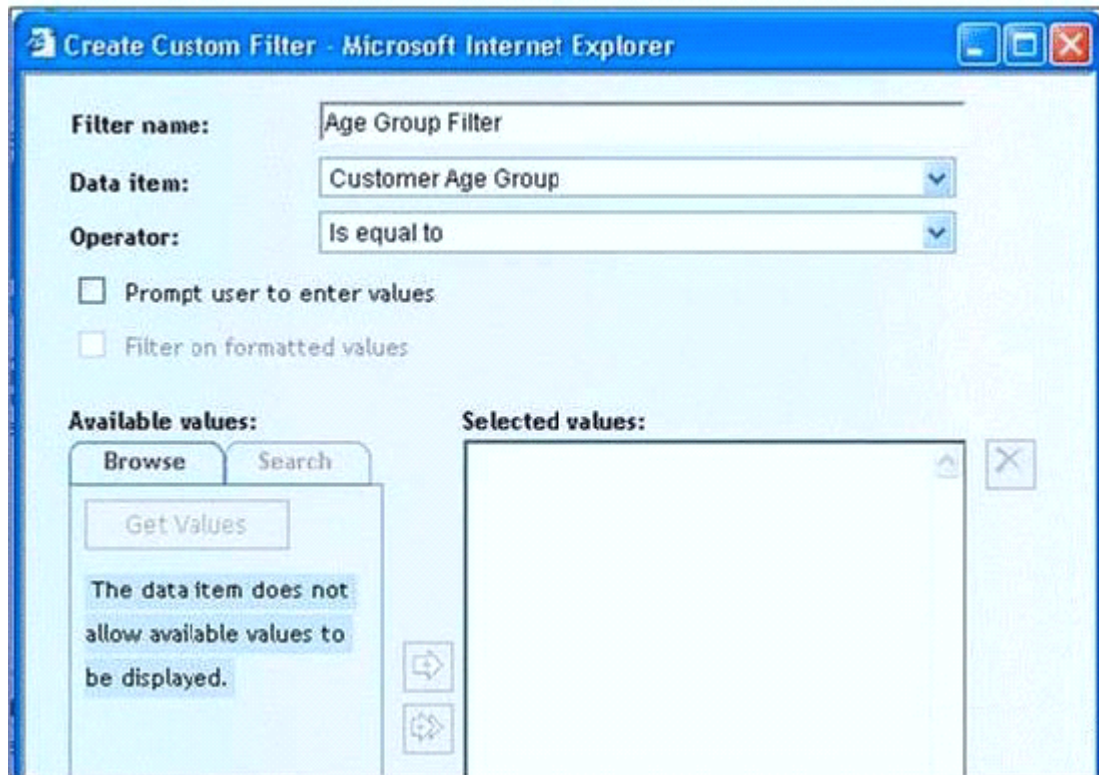 Create Custom Filter - Microsoft Internet Explorer
Filter name: Age Group Filter
Data item: Customer Age Group
Operator: Is equal to
Prompt user to enter values
Filter on formatted values
Available values: Selected values:
Browse Search
Get Values
The data item does not
allow available values to
be displayed.